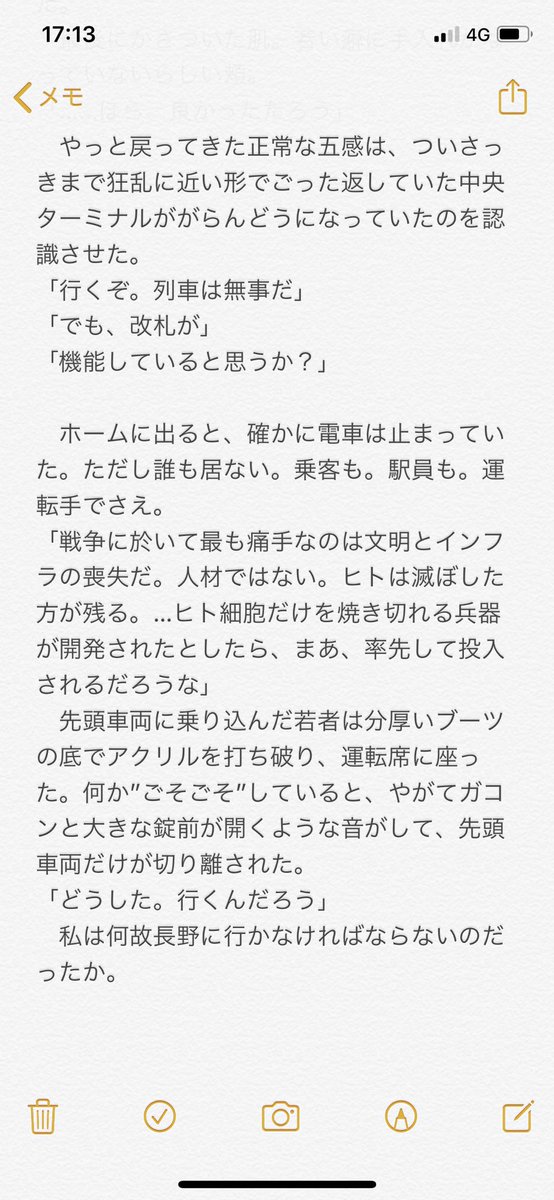 17:13
4G
メモ
　やっと戻ってきた正常な五感は、ついさっ
きまで狂乱に近い形でごった返していた中央
ターミナルががらんどうになっていたのを認
識させた。
「行くぞ。列車は無事だ」
「でも、改札が」
「機能していると思うか？」
　ホームに出ると、確かに電車は止まってい
た。ただし誰も居ない。乗客も。駅員も。運
転手でさえ。
「戦争に於いて最も痛手なのは文明とインフ
ラの喪失だ。人材ではない。ヒトは滅ぼした
方が残る。…ヒト細胞だけを焼き切れる兵器
が開発されたとしたら、まあ、率先して投入
されるだろうな」
　先頭車両に乗り込んだ若者は分厚いブーツ
の底でアクリルを打ち破り、運転席に座っ
た。何か”ごそごそ”していると、やがてガコ
ンと大きな錠前が開くような音がして、先頭
車両だけが切り離された。
「どうした。行くんだろう」
　私は何故長野に行かなければならないのだ
ったか。